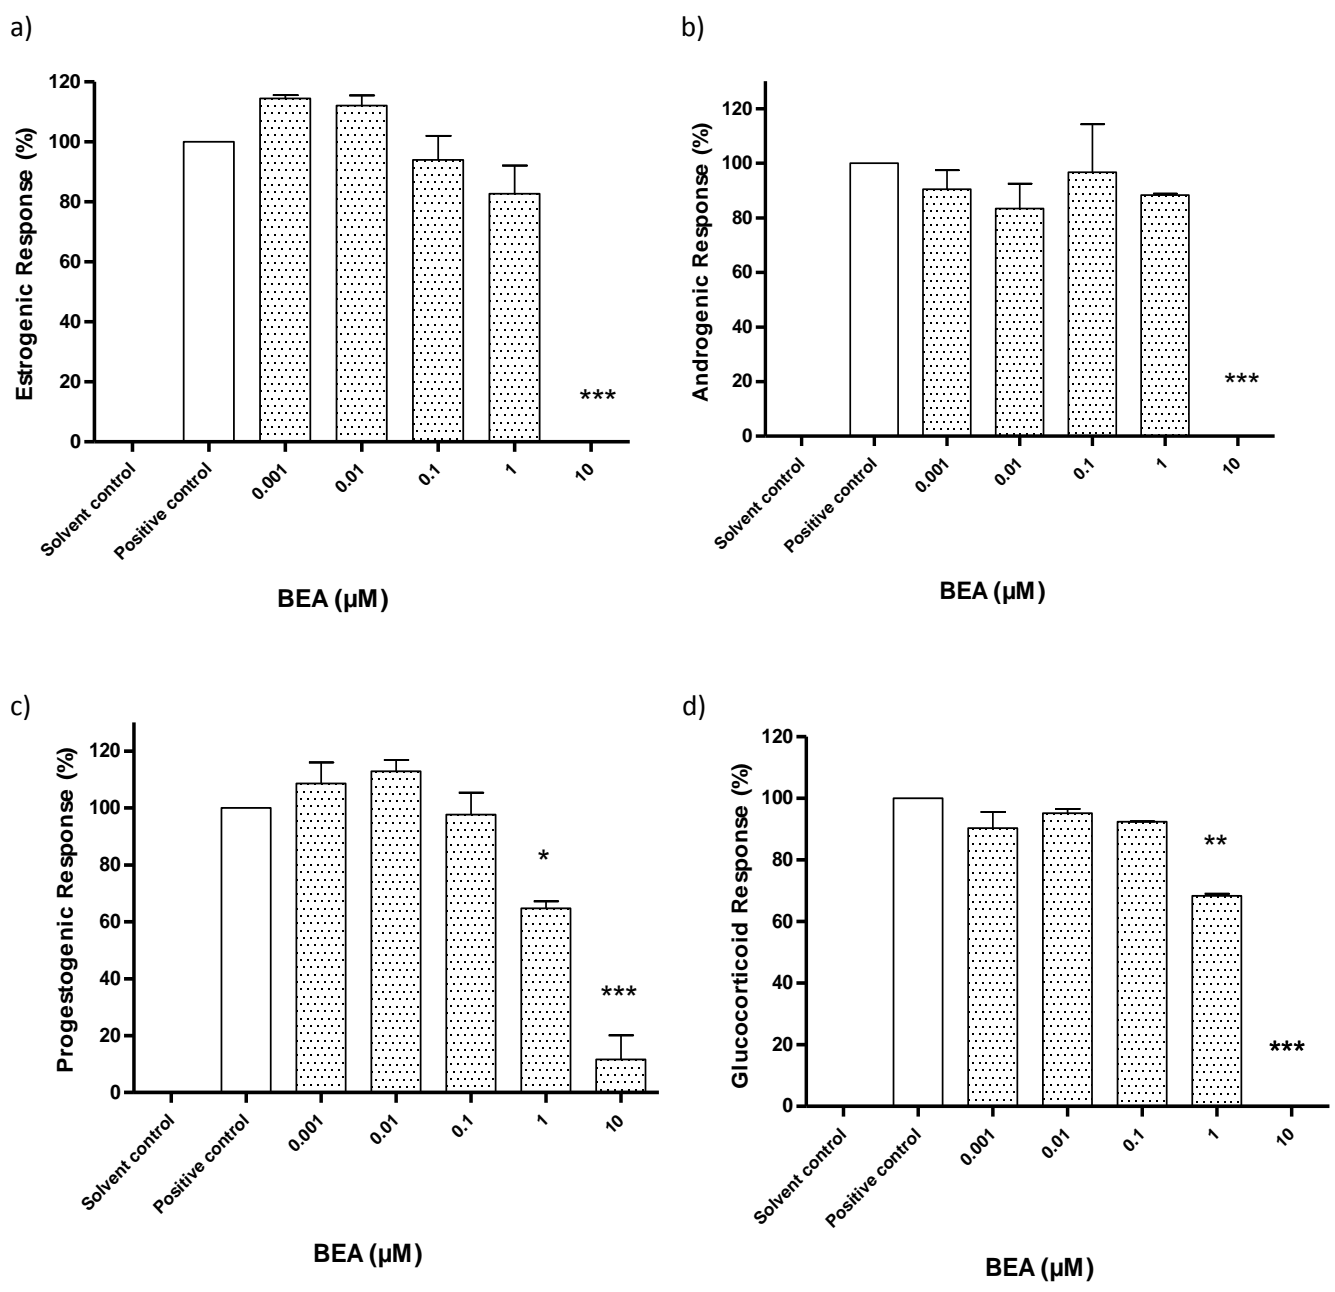 a)
Estrogenic Response (%)
120
100
80
60
40
20
0
***
Solvent control
Positive control
0.001
0.01
0.1
1
10
BEA (µM)
b)
Androgenic Response (%)
120
100
80
60
40
20
0
***
Solvent control
Positive control
0.001
0.01
0.1
1
10
BEA (µM)
c)
Progestogenic Response (%)
120
100
80
60
40
20
0
*
***
Solvent control
Positive control
0.001
0.01
0.1
1
10
BEA (µM)
d)
Glucocorticoid Response (%)
120
100
80
60
40
20
0
**
***
Solvent control
Positive control
0.001
0.01
0.1
1
10
BEA (µM)